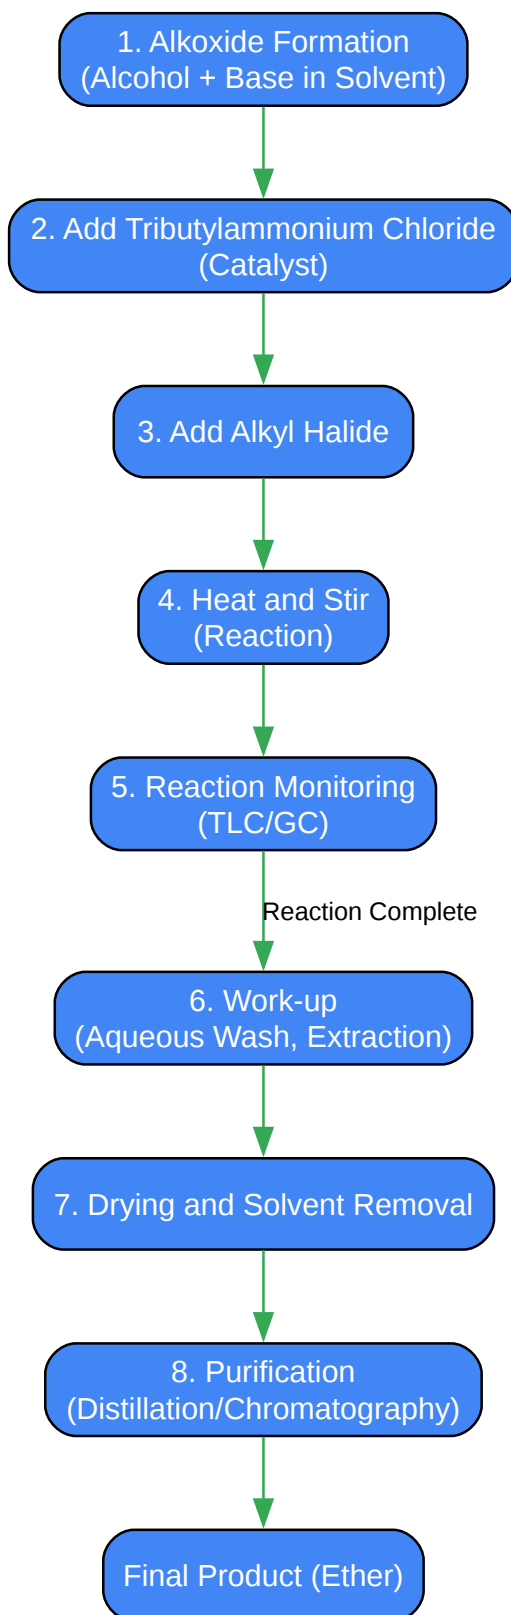 1. Alkoxide Formation
(Alcohol + Base in Solvent)
2. Add Tributylammonium Chloride
(Catalyst)
3. Add Alkyl Halide
4. Heat and Stir
(Reaction)
5. Reaction Monitoring
(TLC/GC)
Reaction Complete
6. Work-up
(Aqueous Wash, Extraction)
7. Drying and Solvent Removal
8. Purification
(Distillation/Chromatography)
Final Product (Ether)